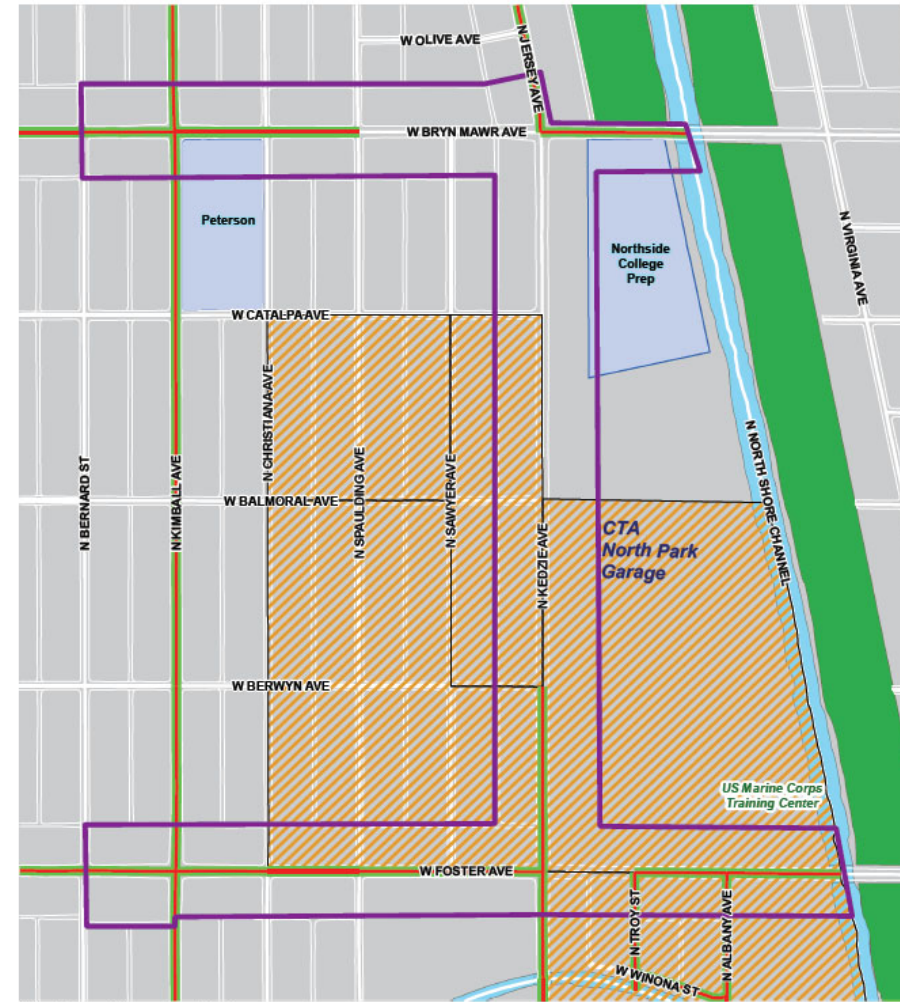 W OLIVE AVE
N JERSEY AVE
W BRYN MAWR AVE
Peterson
Northside
College
Prep
N VIRGINIA AVE
W CATALPA AVE
N CHRISTIANA AVE
N BERNARD ST
N KIMBALL AVE
N SPAULDING AVE
N SAWYER AVE
N KEDZIE AVE
N NORTH SHORE CHANNEL
W BALMORAL AVE
CTA
North Park
Garage
W BERWYN AVE
US Marine Corps
Training Center
W FOSTER AVE
N TROY ST
N ALBANY AVE
W WINONA ST